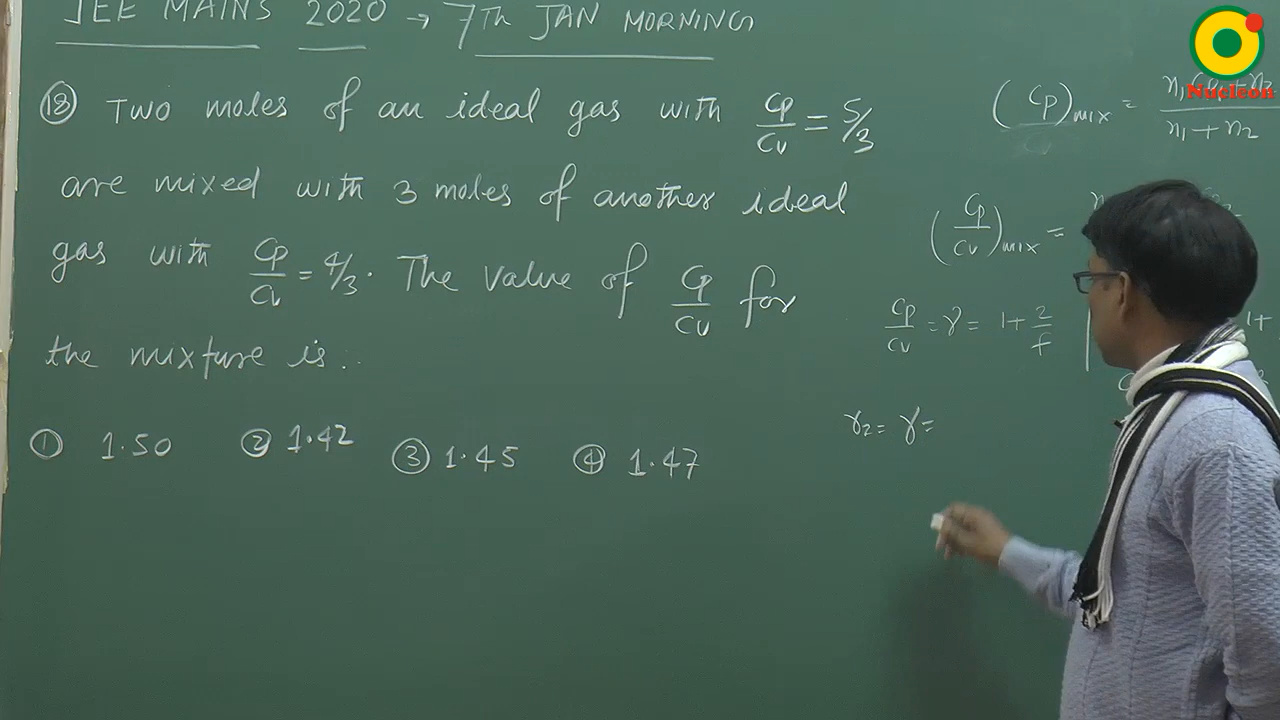 JEE MAINS 2020 → 7TH JAN MORNING
Nucleon
(18) Two moles of an ideal gas with Cp/Cv = 5/3
are mixed with 3 moles of another ideal
gas with Cp/Cv = 4/3. The value of Cp/Cv for
the mixture is..
(1) 1.50 (2) 1.42 (3) 1.45 (4) 1.47
(Cp)mix =
n1+n2
(Cp/Cv)mix =
Cp/Cv = γ = 1+2/f
1+
γ2= γ=